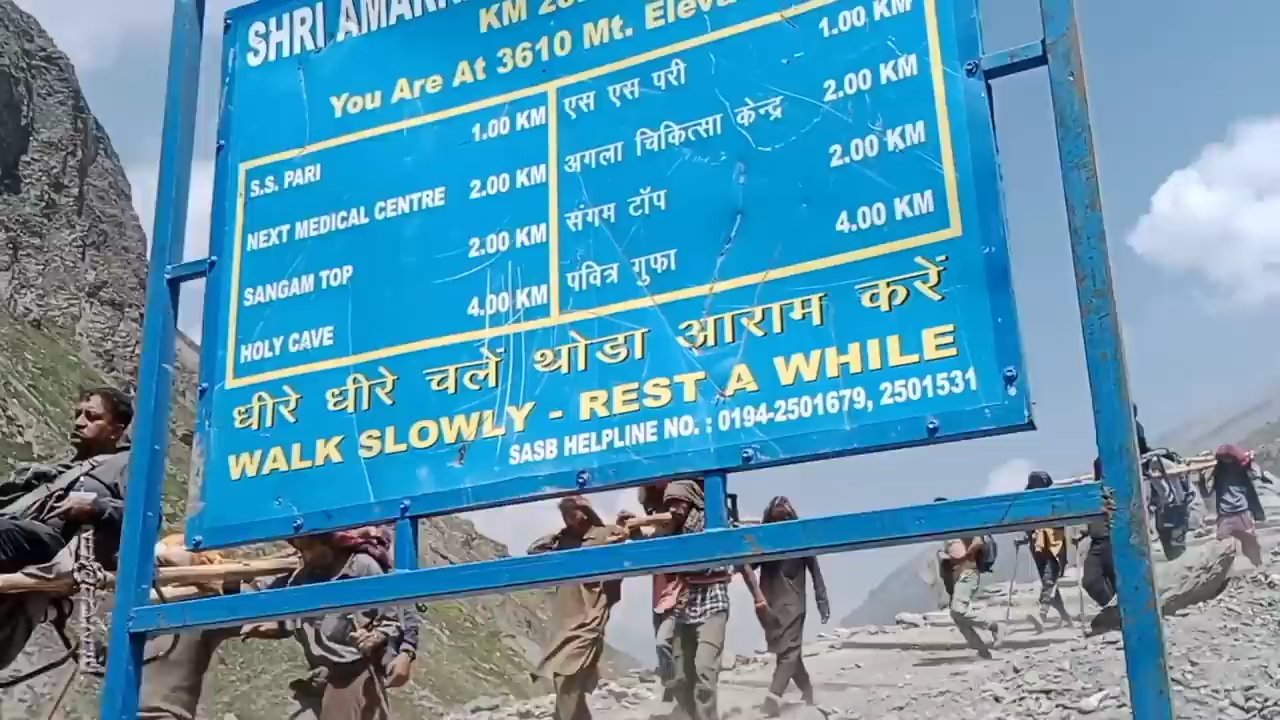 SHRI
KM
You Are At 3610 Mt.
S.S. PARI 1.00 KM
NEXT MEDICAL CENTRE 2.00 KM
SANGAM TOP 2.00 KM
HOLY CAVE 4.00 KM
एस एस परी 1.00 KM
अगला चिकित्सा केन्द्र 2.00 KM
संगम टॉप 2.00 KM
पवित्र गुफा 4.00 KM
धीरे धीरे चलें थोडा आराम करें
WALK SLOWLY - REST A WHILE
SASB HELPLINE NO. : 0194-2501679, 2501531